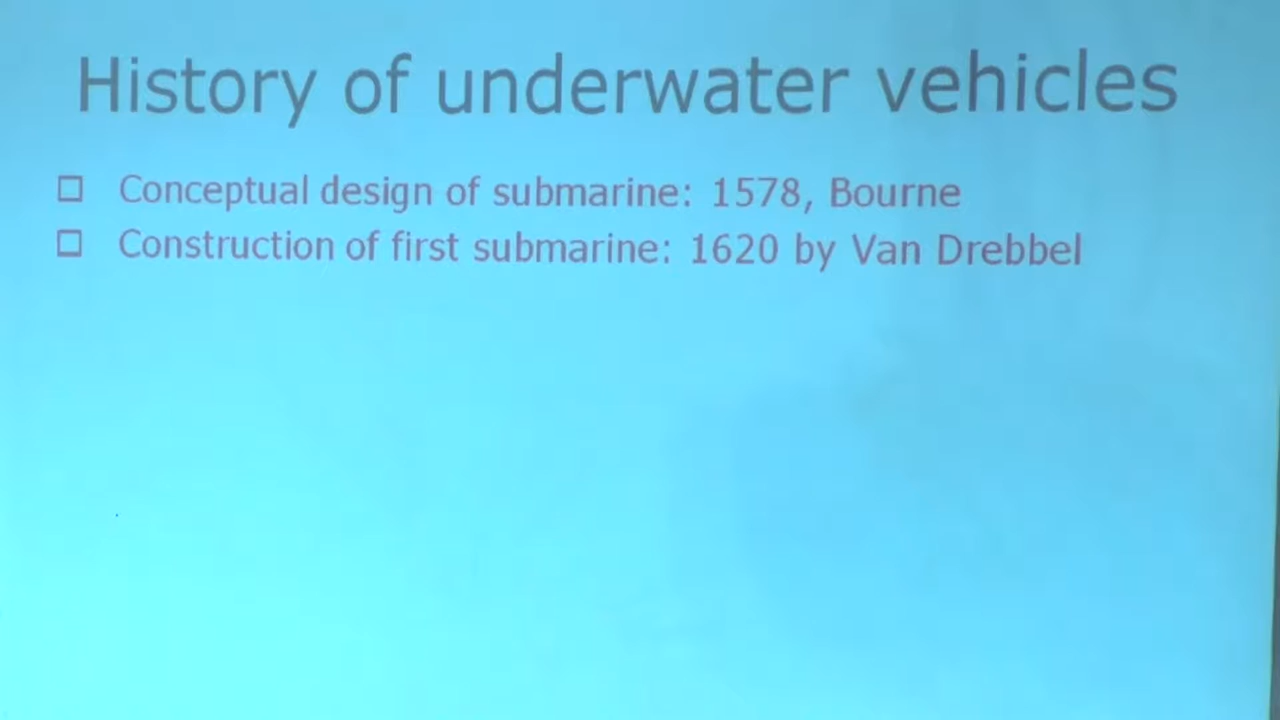 History of underwater vehicles
Conceptual design of submarine: 1578, Bourne
Construction of first submarine: 1620 by Van Drebbel